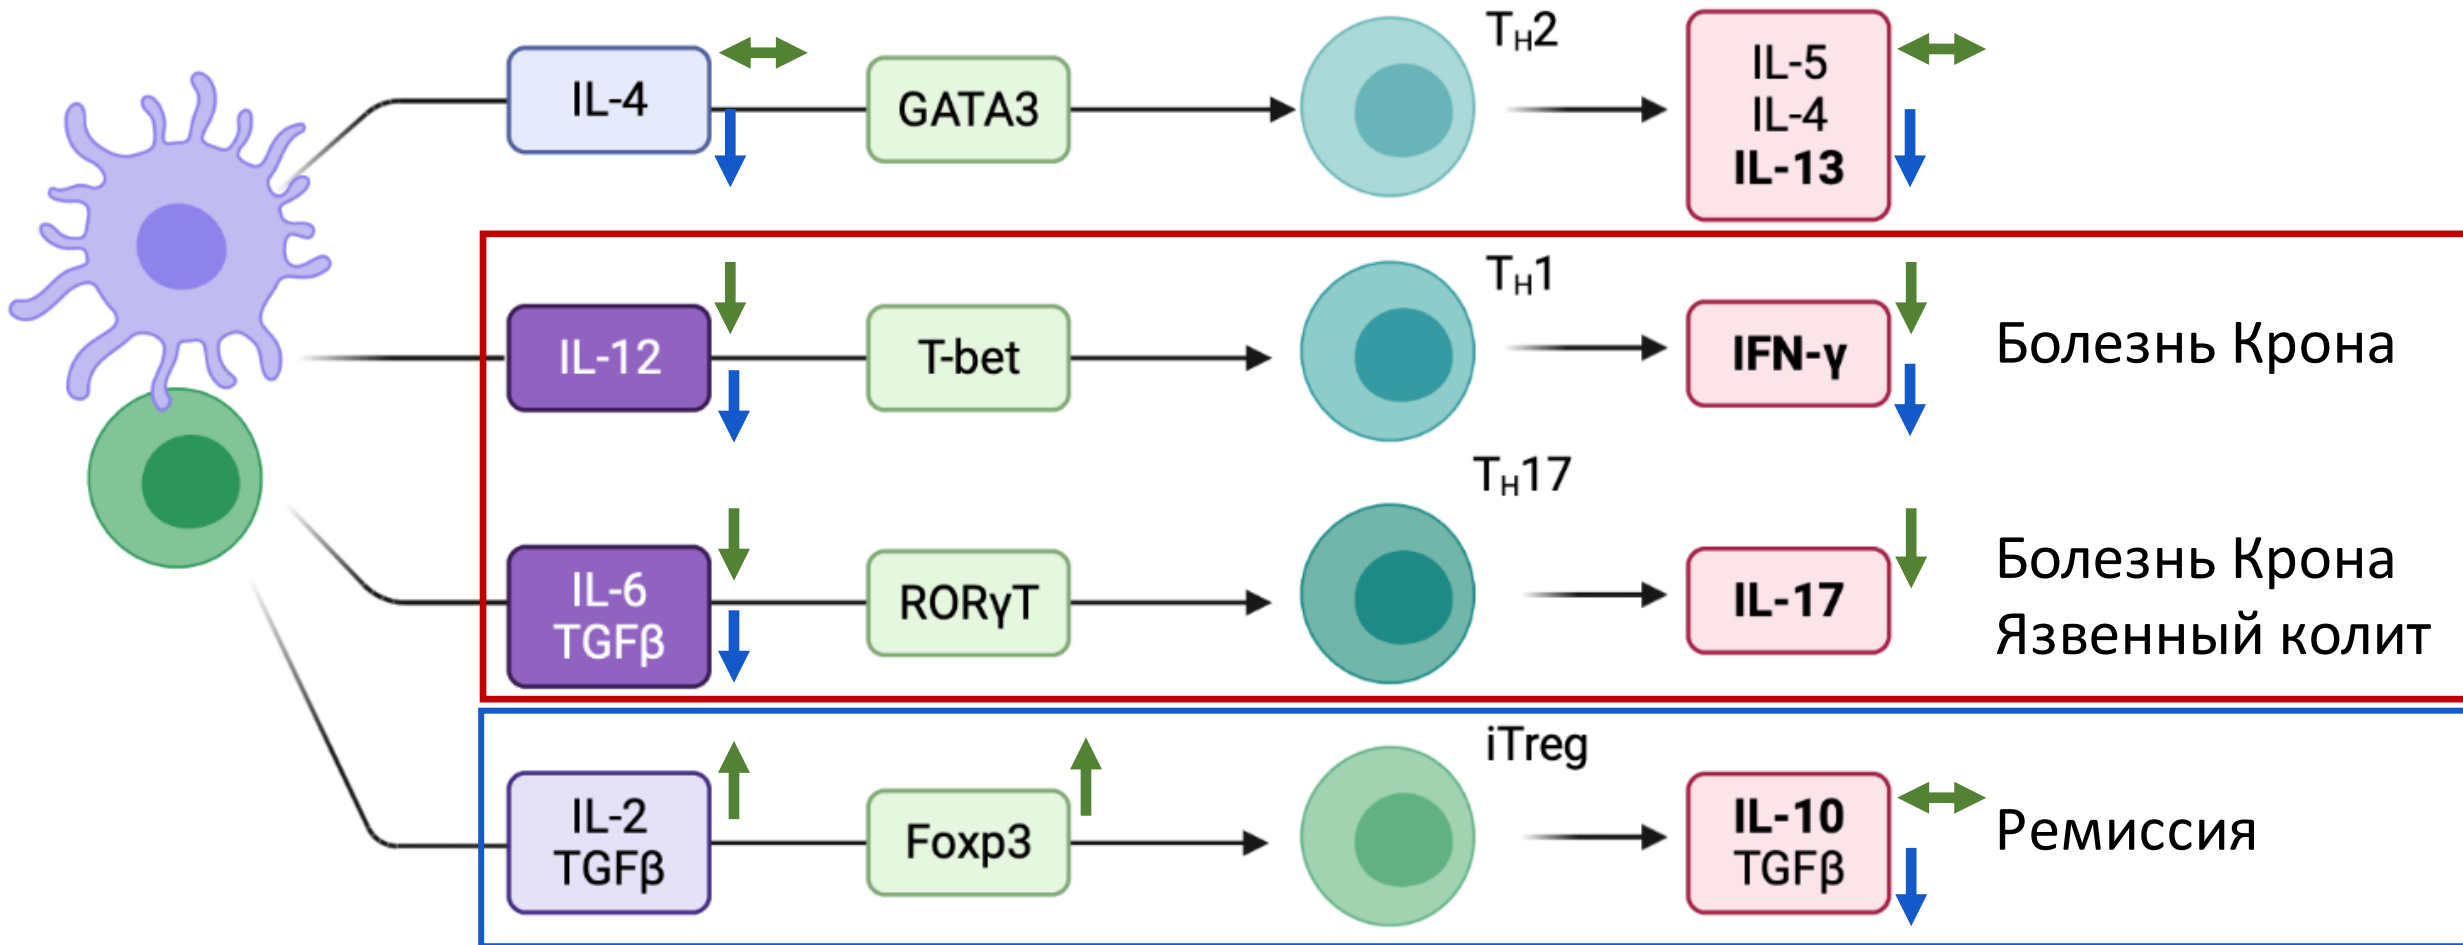 IL-4
GATA3
TH2
IL-5
IL-4
IL-13
IL-12
T-bet
TH1
IFN-γ
Болезнь Крона
IL-6
TGFβ
RORγT
TH17
IL-17
Болезнь Крона
Язвенный колит
IL-2
TGFβ
Foxp3
iTreg
IL-10
TGFβ
Ремиссия